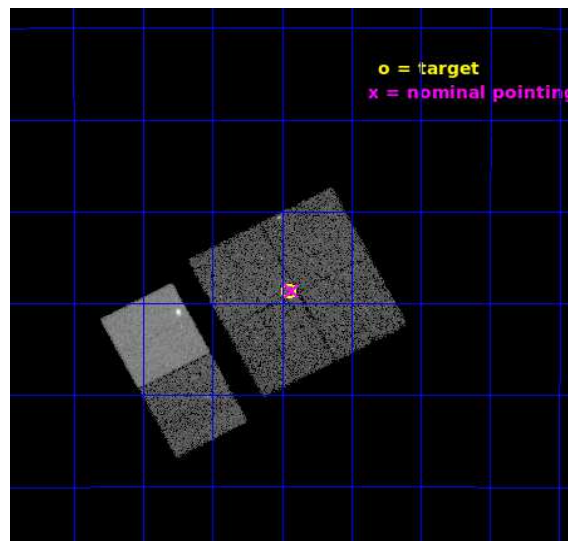 o = target
x = nominal pointing